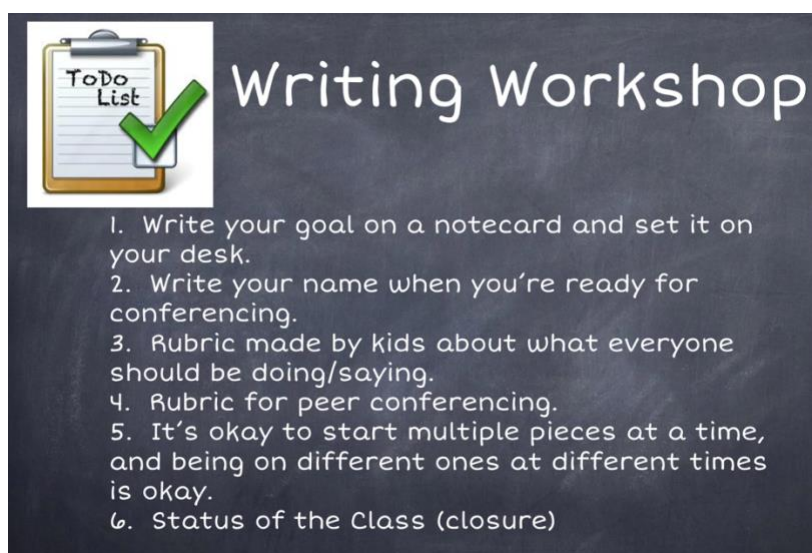 ToDo
List
Writing Workshop
1. Write your goal on a notecard and set it on
your desk.
2. Write your name when you're ready for
conferencing.
3. Rubric made by kids about what everyone
should be doing/saying.
4. Rubric for peer conferencing.
5. It's okay to start multiple pieces at a time,
and being on different ones at different times
is okay.
6. Status of the Class (closure)